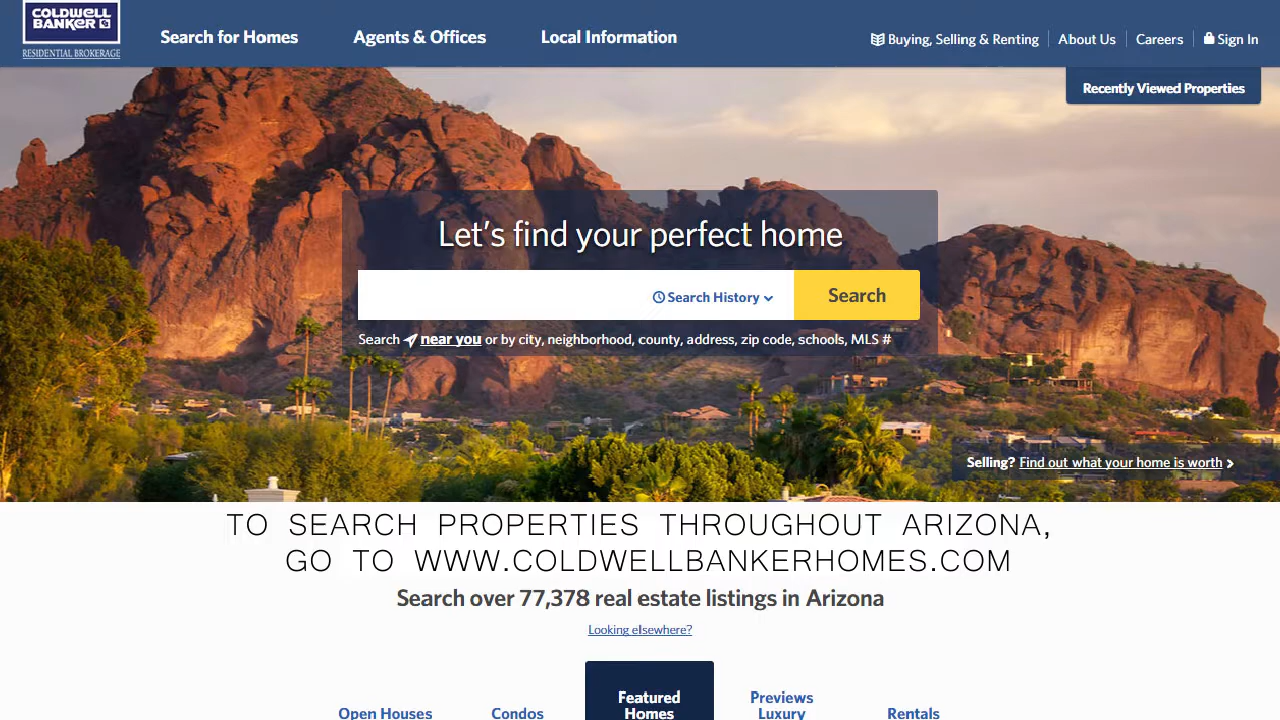 COLDWELL
BANKER
RESIDENTIAL BROKERAGE
Search for Homes
Agents & Offices
Local Information
Buying, Selling & Renting
About Us
Careers
Sign In
Recently Viewed Properties
Let's find your perfect home
Search History
Search
Search near you or by city, neighborhood, county, address, zip code, schools, MLS #
Selling? Find out what your home is worth
TO SEARCH PROPERTIES THROUGHOUT ARIZONA,
GO TO WWW.COLDWELLBANKERHOMES.COM
Search over 77,378 real estate listings in Arizona
Looking elsewhere?
Open Houses
Condos
Featured
Homes
Previews
Luxury
Rentals